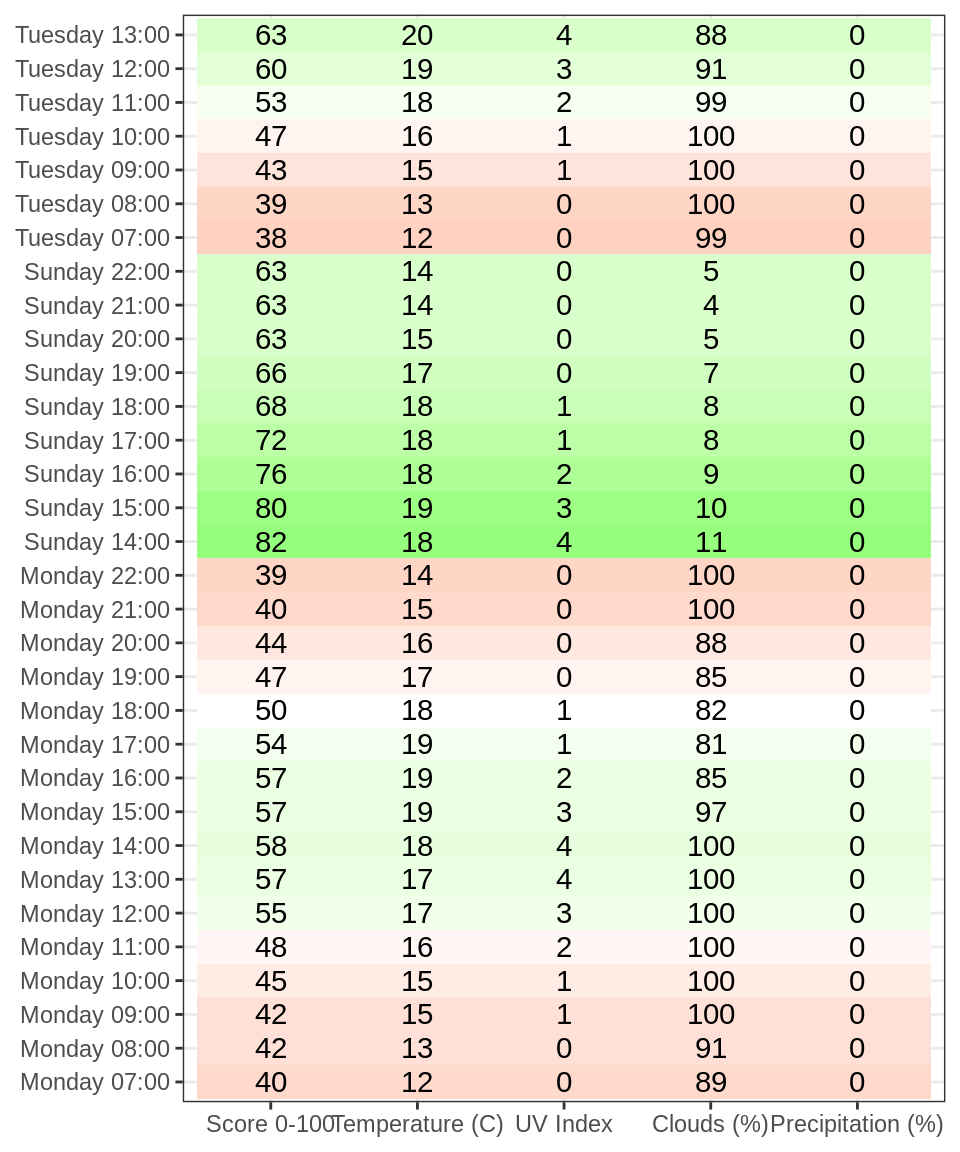 Tuesday 13:00 63 20 4 88 0
Tuesday 12:00 60 19 3 91 0
Tuesday 11:00 53 18 2 99 0
Tuesday 10:00 47 16 1 100 0
Tuesday 09:00 43 15 1 100 0
Tuesday 08:00 39 13 0 100 0
Tuesday 07:00 38 12 0 99 0
Sunday 22:00 63 14 0 5 0
Sunday 21:00 63 14 0 4 0
Sunday 20:00 63 15 0 5 0
Sunday 19:00 66 17 0 7 0
Sunday 18:00 68 18 1 8 0
Sunday 17:00 72 18 1 8 0
Sunday 16:00 76 18 2 9 0
Sunday 15:00 80 19 3 10 0
Sunday 14:00 82 18 4 11 0
Monday 22:00 39 14 0 100 0
Monday 21:00 40 15 0 100 0
Monday 20:00 44 16 0 88 0
Monday 19:00 47 17 0 85 0
Monday 18:00 50 18 1 82 0
Monday 17:00 54 19 1 81 0
Monday 16:00 57 19 2 85 0
Monday 15:00 57 19 3 97 0
Monday 14:00 58 18 4 100 0
Monday 13:00 57 17 4 100 0
Monday 12:00 55 17 3 100 0
Monday 11:00 48 16 2 100 0
Monday 10:00 45 15 1 100 0
Monday 09:00 42 15 1 100 0
Monday 08:00 42 13 0 91 0
Monday 07:00 40 12 0 89 0
Score 0-100 Temperature (C) UV Index Clouds (%) Precipitation (%)